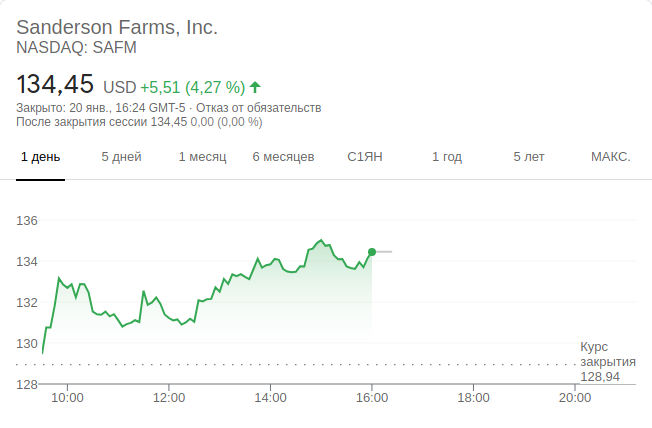 Sanderson Farms, Inc.
NASDAQ: SAFM
134,45 USD +5,51 (4,27 %)
Закрыто: 20 янв., 16:24 GMT-5 · Отказ от обязательств
После закрытия сессии 134,45 0,00 (0,00 %)
1 день 5 дней 1 месяц 6 месяцев С1ЯН 1 год 5 лет МАКС.
136
134
132
130
Курс
закрытия
128,94
128
10:00 12:00 14:00 16:00 18:00 20:00